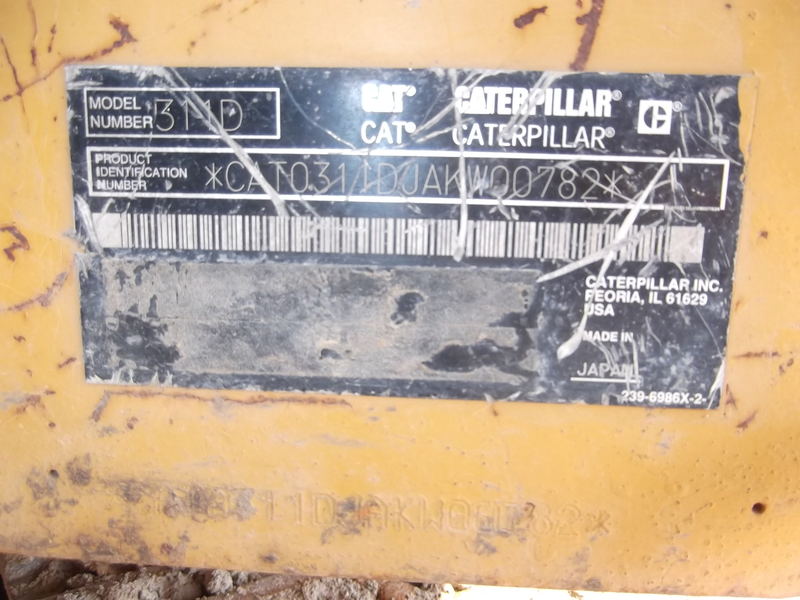 MODEL NUMBER 311D
CAT® CATERPILLAR®
CAT® CATERPILLAR® C®
PRODUCT IDENTIFICATION NUMBER *CAT0311DJAKW00782*
CATERPILLAR INC.
PEORIA, IL 61629
USA
MADE IN
JAPAN
239-6986X-2-
311DJAKW00782*